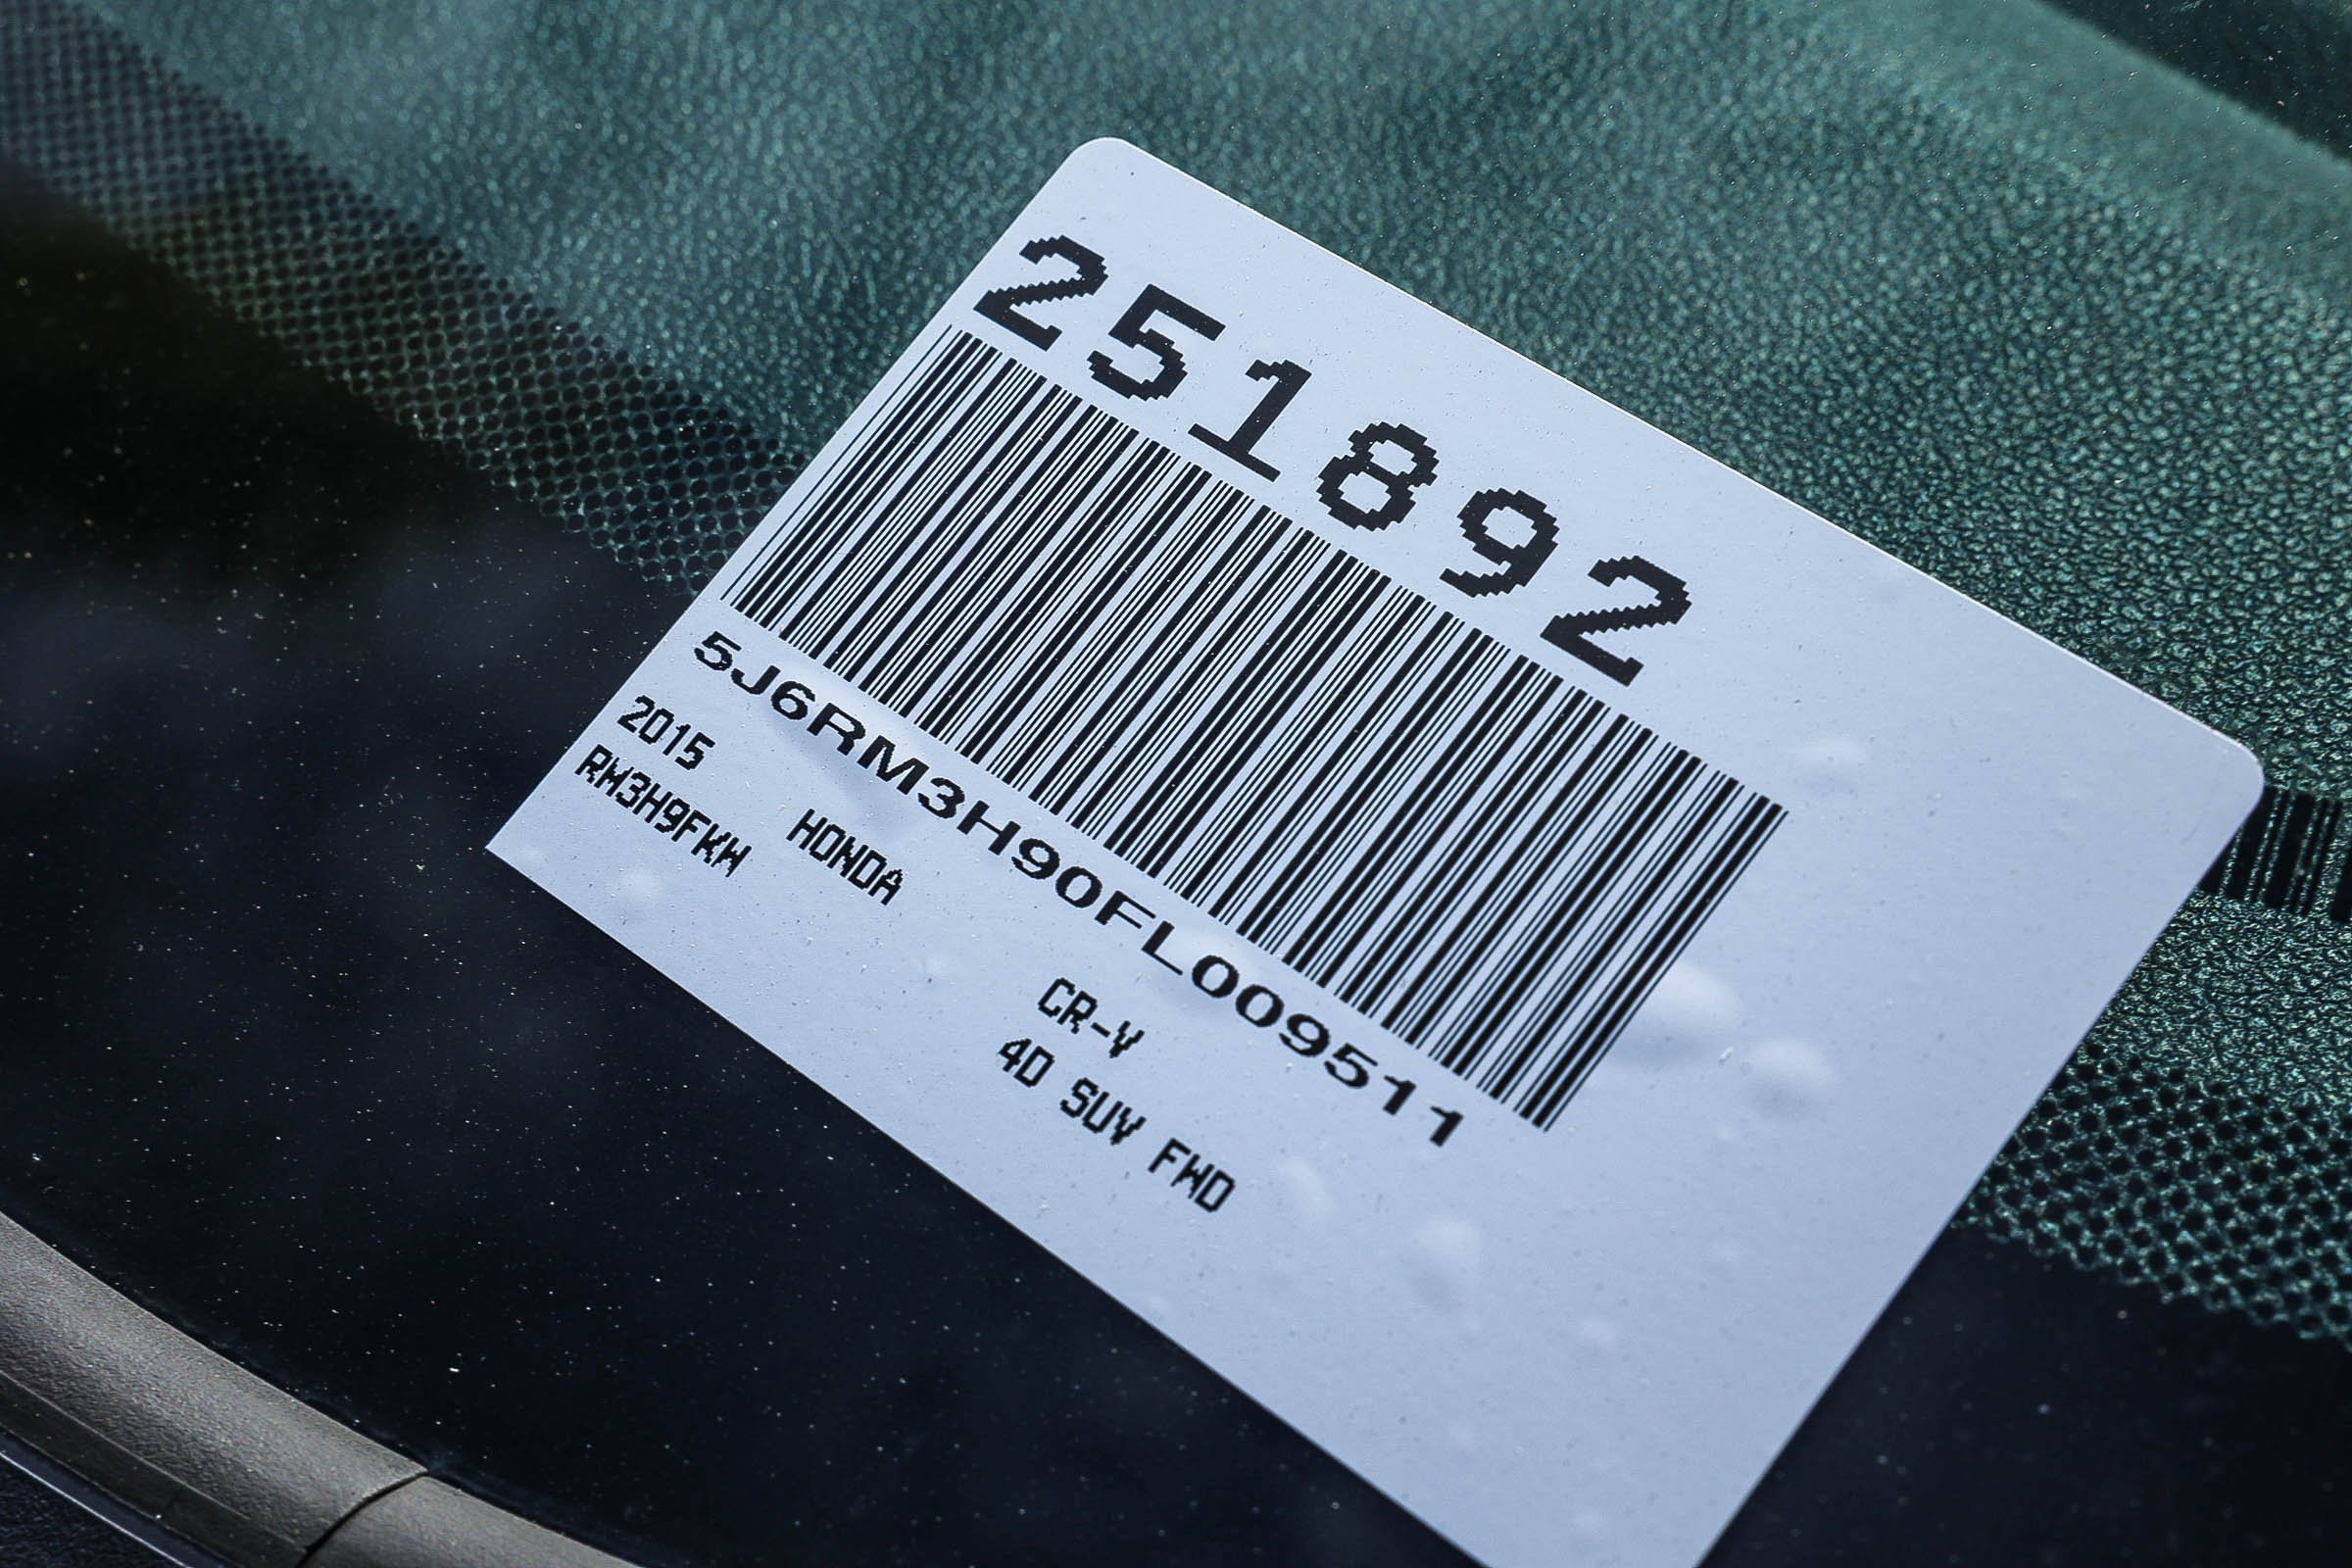 251892
5J6RM3H90FL009511
2015 HONDA CR-V
RM3H9FKW 4D SUV FWD